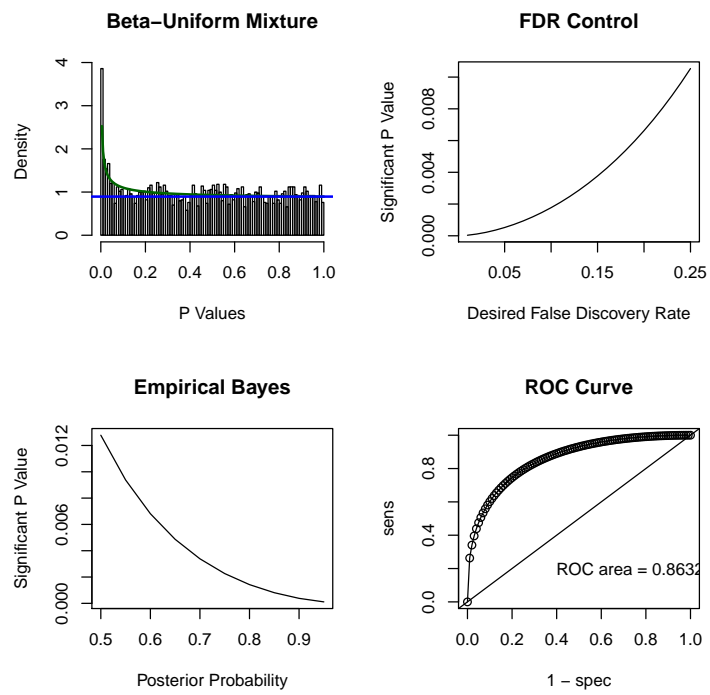 Beta−Uniform Mixture
Density
0
1
2
3
4
0.0 0.2 0.4 0.6 0.8 1.0
P Values
FDR Control
Significant P Value
0.000 0.004 0.008
0.05 0.15 0.25
Desired False Discovery Rate
Empirical Bayes
Significant P Value
0.000 0.006 0.012
0.5 0.6 0.7 0.8 0.9
Posterior Probability
ROC Curve
sens
0.0 0.4 0.8
ROC area = 0.8632
0.0 0.2 0.4 0.6 0.8 1.0
1 − spec